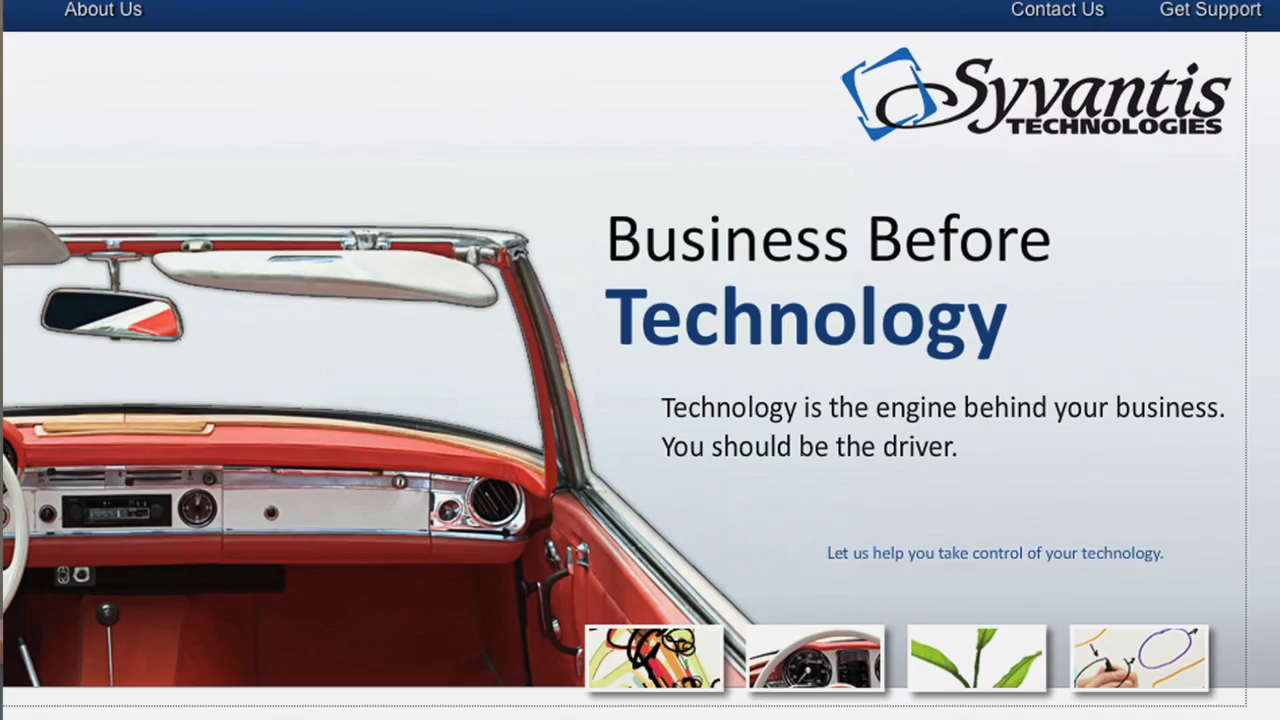 About Us
Contact Us
Get Support
Syvantis
TECHNOLOGIES
Business Before
Technology
Technology is the engine behind your business.
You should be the driver.
Let us help you take control of your technology.